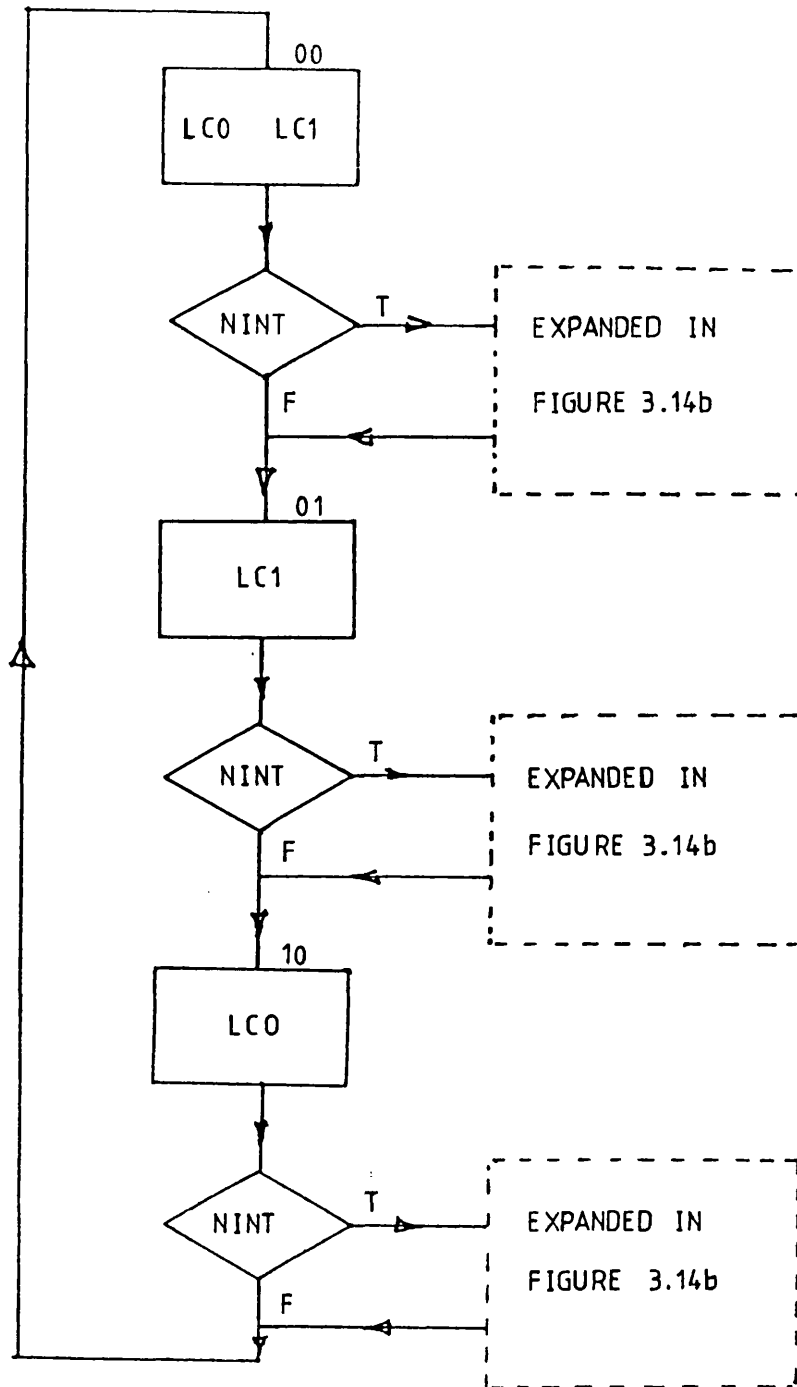 00
LC0 LC1
NINT
T
EXPANDED IN
FIGURE 3.14b
F
01
LC1
NINT
T
EXPANDED IN
FIGURE 3.14b
F
10
LC0
NINT
T
EXPANDED IN
FIGURE 3.14b
F